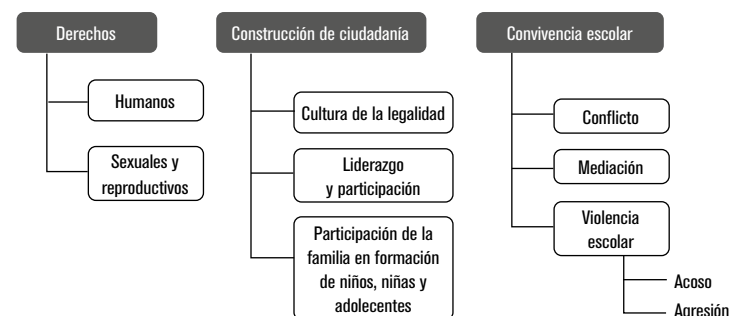 Derechos
Humanos
Sexuales y
reproductivos
Construcción de ciudadanía
Cultura de la legalidad
Liderazgo
y participación
Participación de la
familia en formación
de niños, niñas y
adolecentes
Convivencia escolar
Conflicto
Mediación
Violencia
escolar
Acoso
Agresión